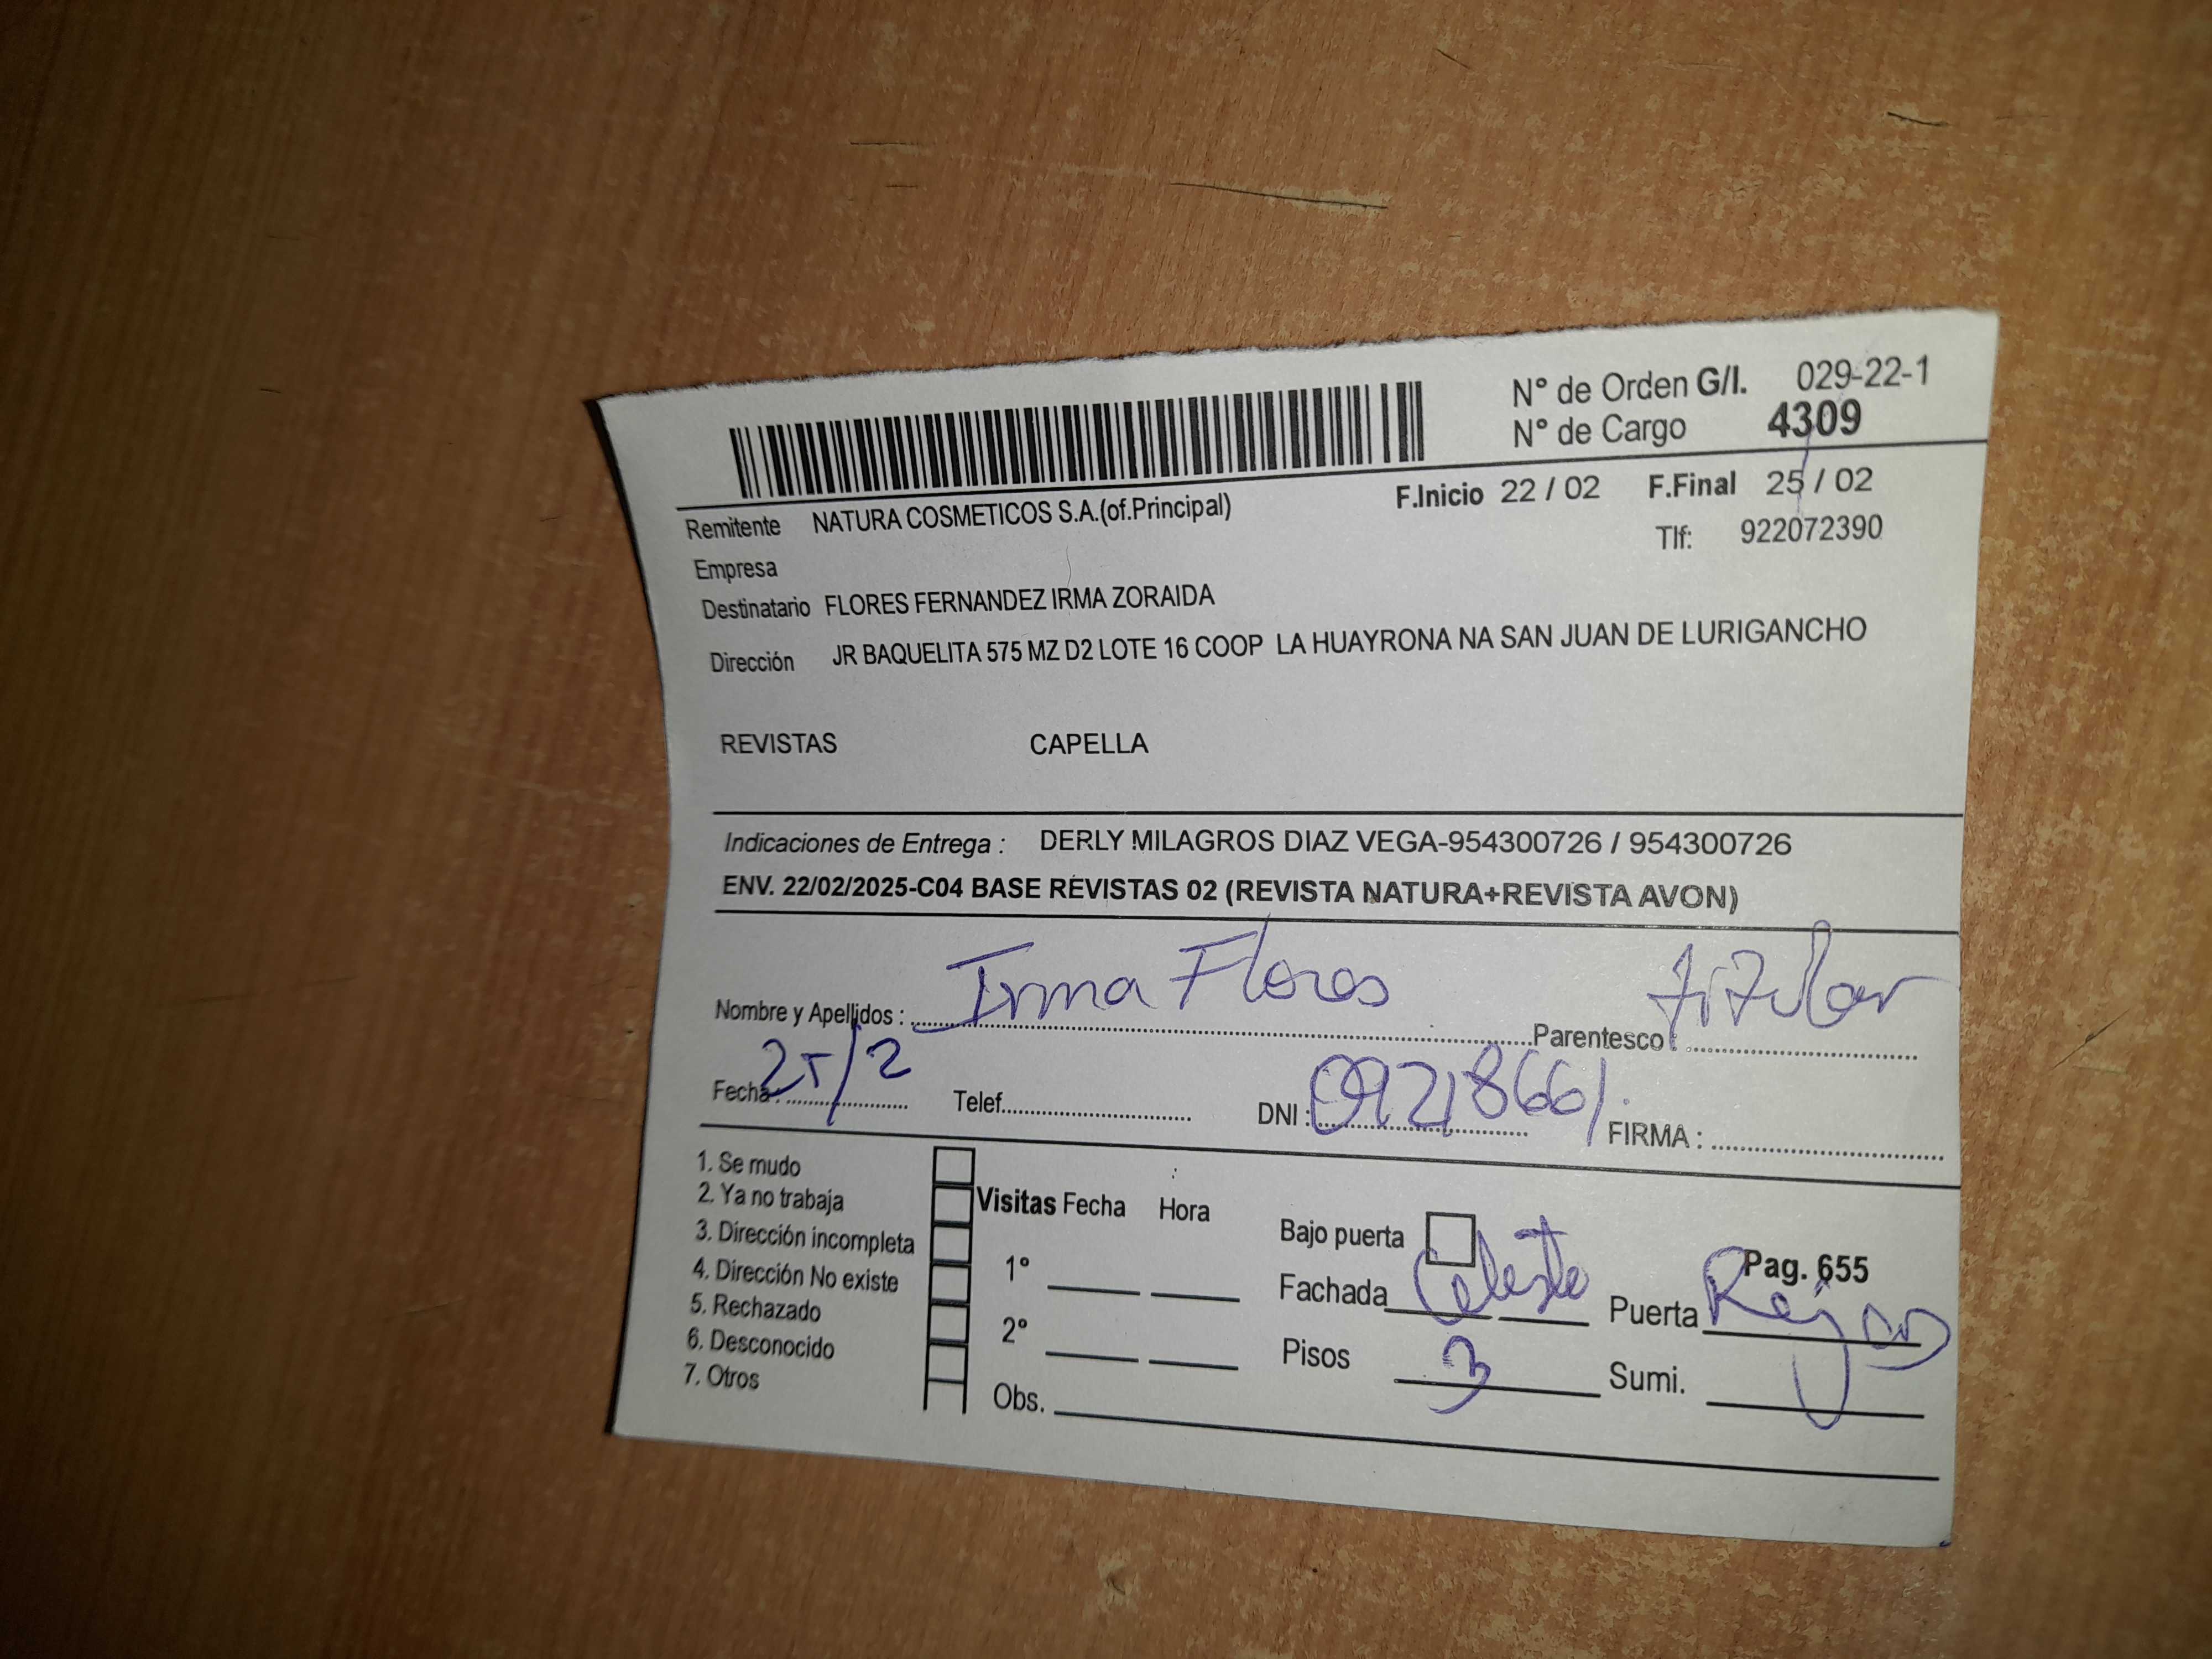 N° de Orden G/I. 029-22-1
N° de Cargo 4309
F.Inicio 22 / 02 F.Final 25 / 02
Remitente NATURA COSMETICOS S.A.(of.Principal)
Tlf: 922072390
Empresa
Destinatario FLORES FERNANDEZ IRMA ZORAIDA
Dirección JR BAQUELITA 575 MZ D2 LOTE 16 COOP LA HUAYRONA NA SAN JUAN DE LURIGANCHO
REVISTAS CAPELLA
Indicaciones de Entrega : DERLY MILAGROS DIAZ VEGA-954300726 / 954300726
ENV. 22/02/2025-C04 BASE REVISTAS 02 (REVISTA NATURA+REVISTA AVON)
Nombre y Apellidos : Irma Flores Parentesco : titular
Fecha : 25/2 Telef. DNI : 09218661 FIRMA :
1. Se mudo
2. Ya no trabaja
3. Dirección incompleta
4. Dirección No existe
5. Rechazado
6. Desconocido
7. Otros
Visitas Fecha Hora
1°
2°
Obs.
Bajo puerta
Pag. 655
Fachada Celeste Puerta Rejas
Pisos 3 Sumi.